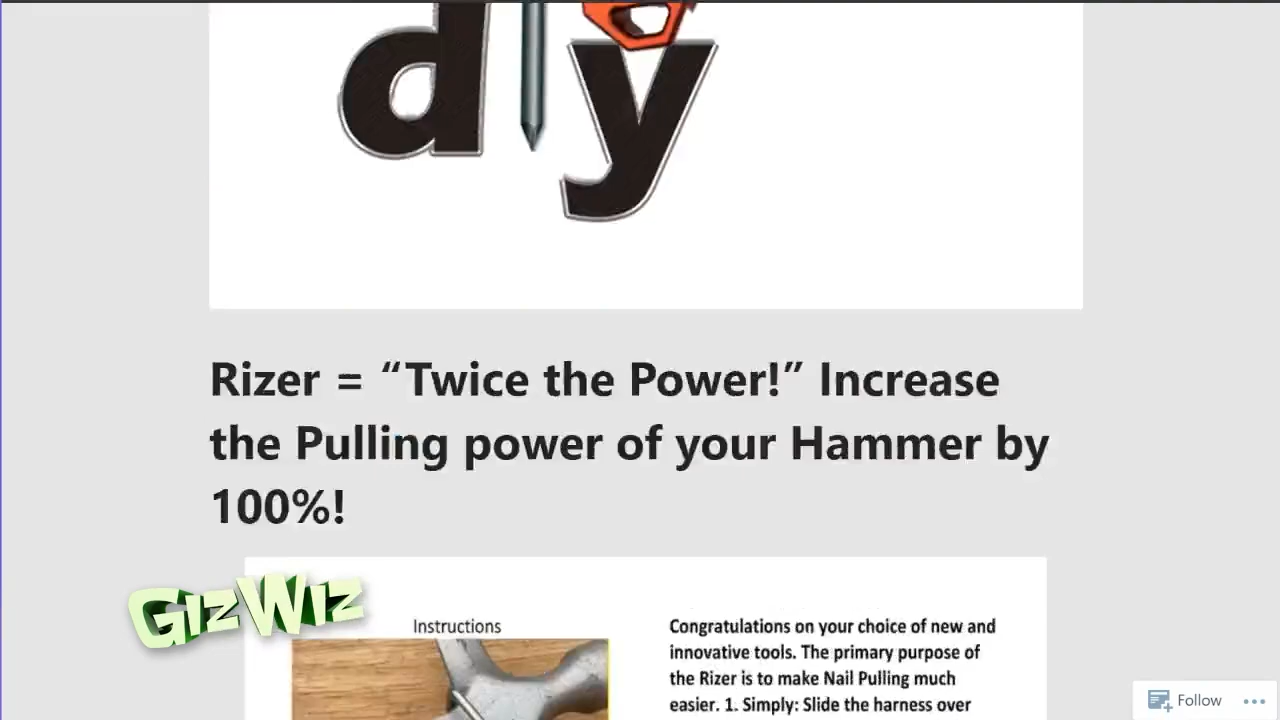 diy
Rizer = “Twice the Power!” Increase
the Pulling power of your Hammer by
100%!
GizWiz
Instructions
Congratulations on your choice of new and
innovative tools. The primary purpose of
the Rizer is to make Nail Pulling much
easier. 1. Simply: Slide the harness over
Follow